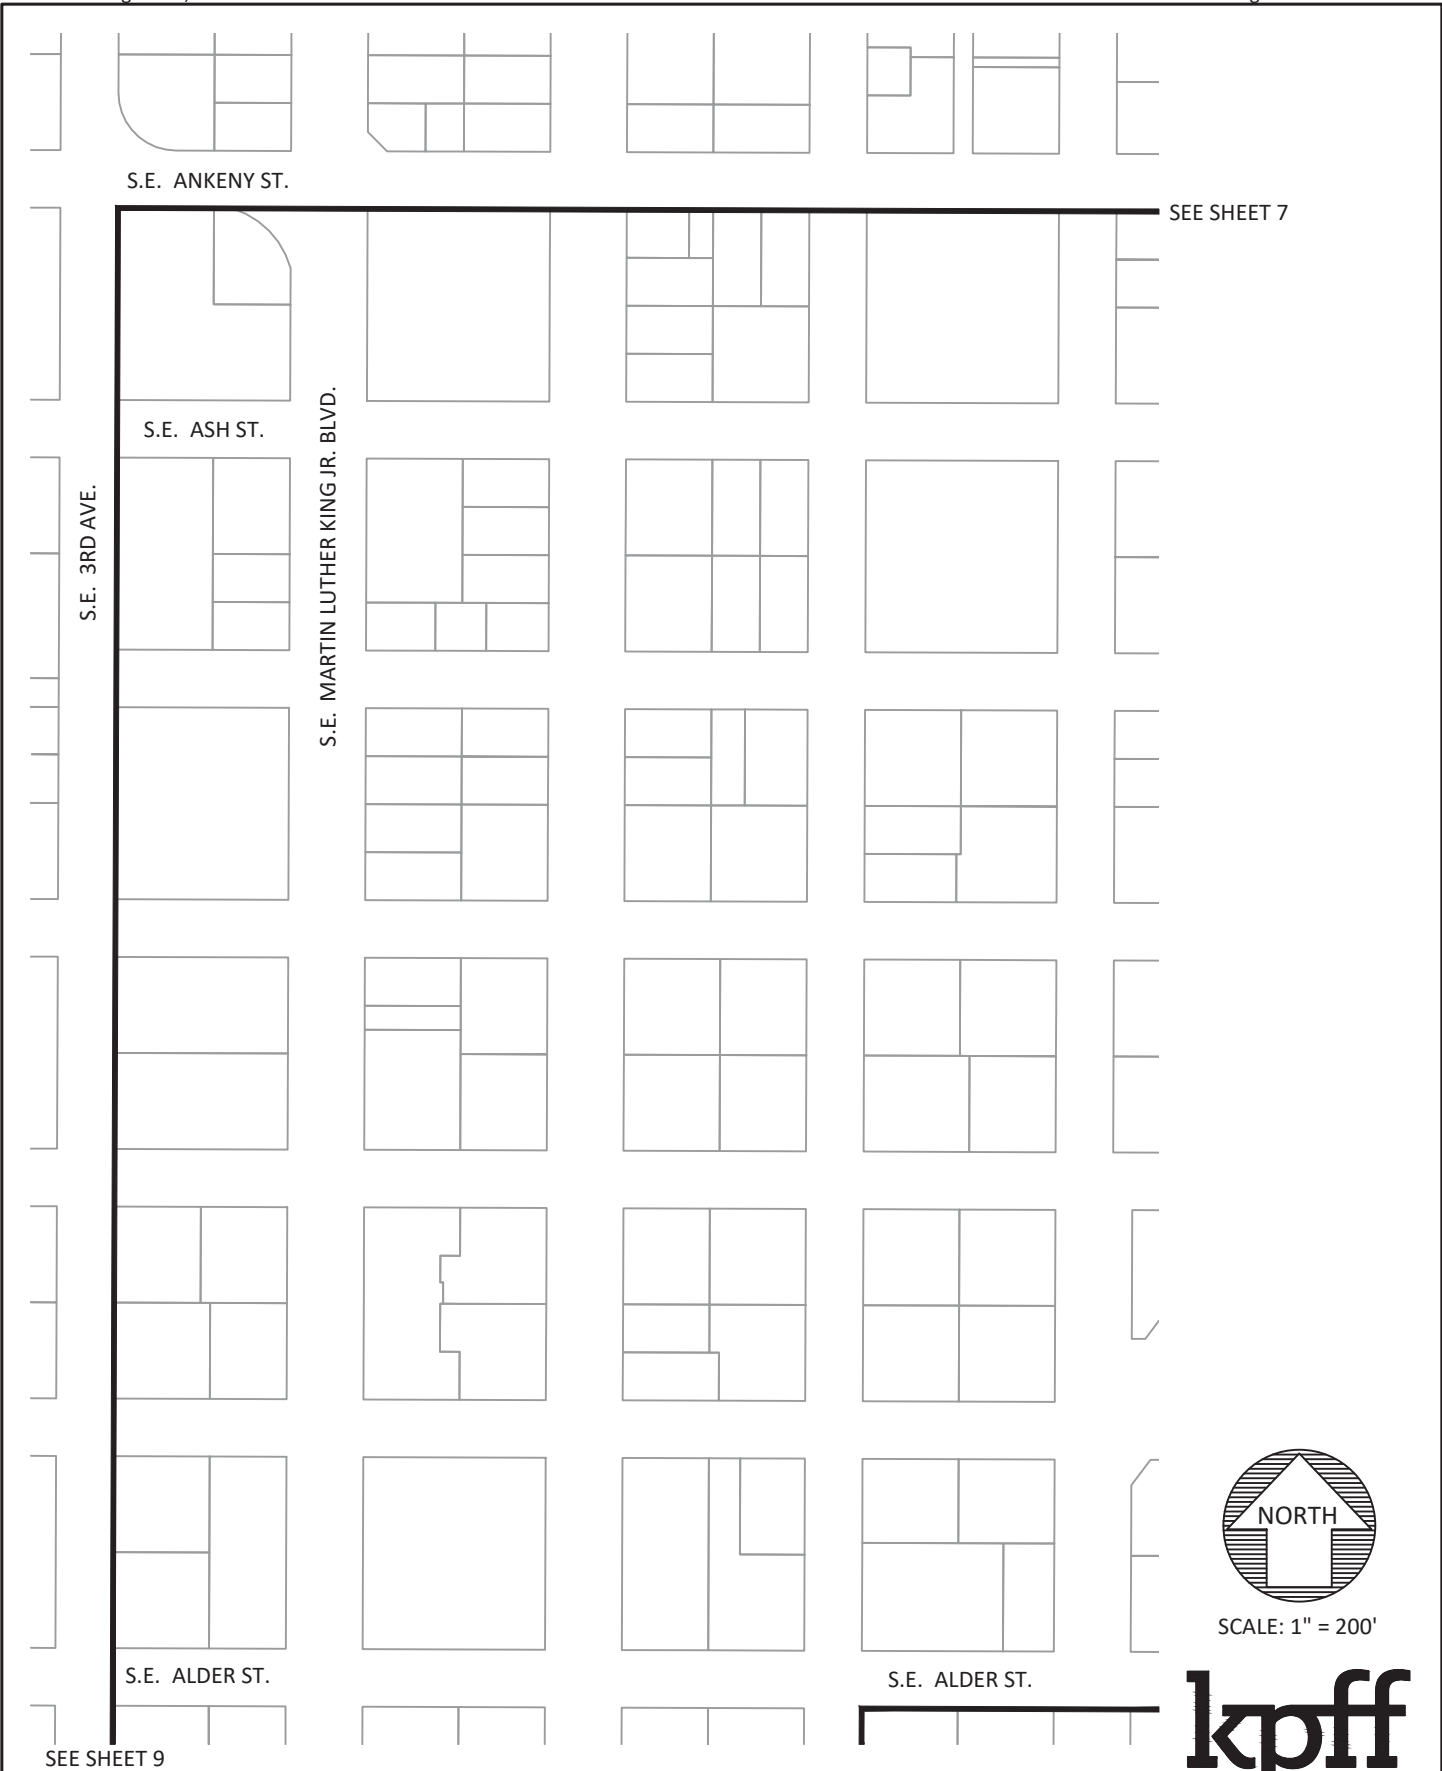 S.E. ANKENY ST.
SEE SHEET 7
S.E. ASH ST.
S.E. 3RD AVE.
S.E. MARTIN LUTHER KING JR. BLVD.
NORTH
SCALE: 1" = 200'
S.E. ALDER ST.
S.E. ALDER ST.
kpff
SEE SHEET 9